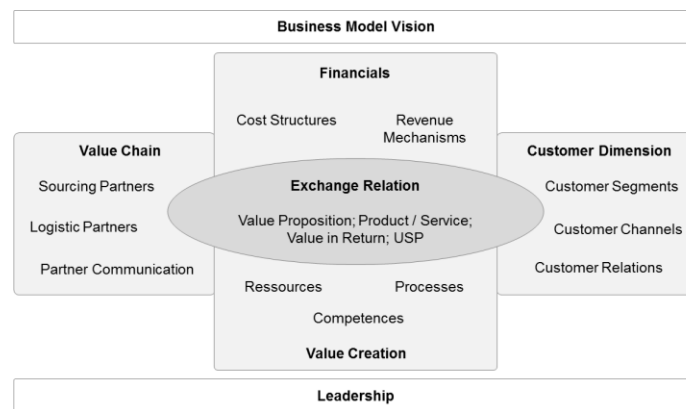 Business Model Vision
Financials
Cost Structures
Revenue
Mechanisms
Value Chain
Sourcing Partners
Logistic Partners
Partner Communication
Exchange Relation
Value Proposition; Product / Service;
Value in Return; USP
Customer Dimension
Customer Segments
Customer Channels
Customer Relations
Ressources
Processes
Competences
Value Creation
Leadership